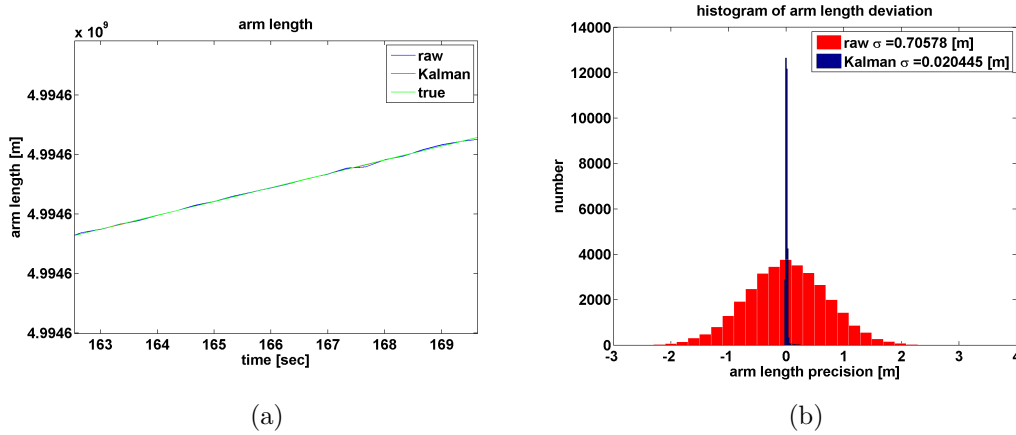 arm length
x 10^9
raw
Kalman
true
4.9946
4.9946
4.9946
4.9946
4.9946
arm length [m]
163 164 165 166 167 168 169
time [sec]
(a)
histogram of arm length deviation
raw σ =0.70578 [m]
Kalman σ =0.020445 [m]
14000
12000
10000
8000
6000
4000
2000
0
number
-3 -2 -1 0 1 2 3 4
arm length precision [m]
(b)